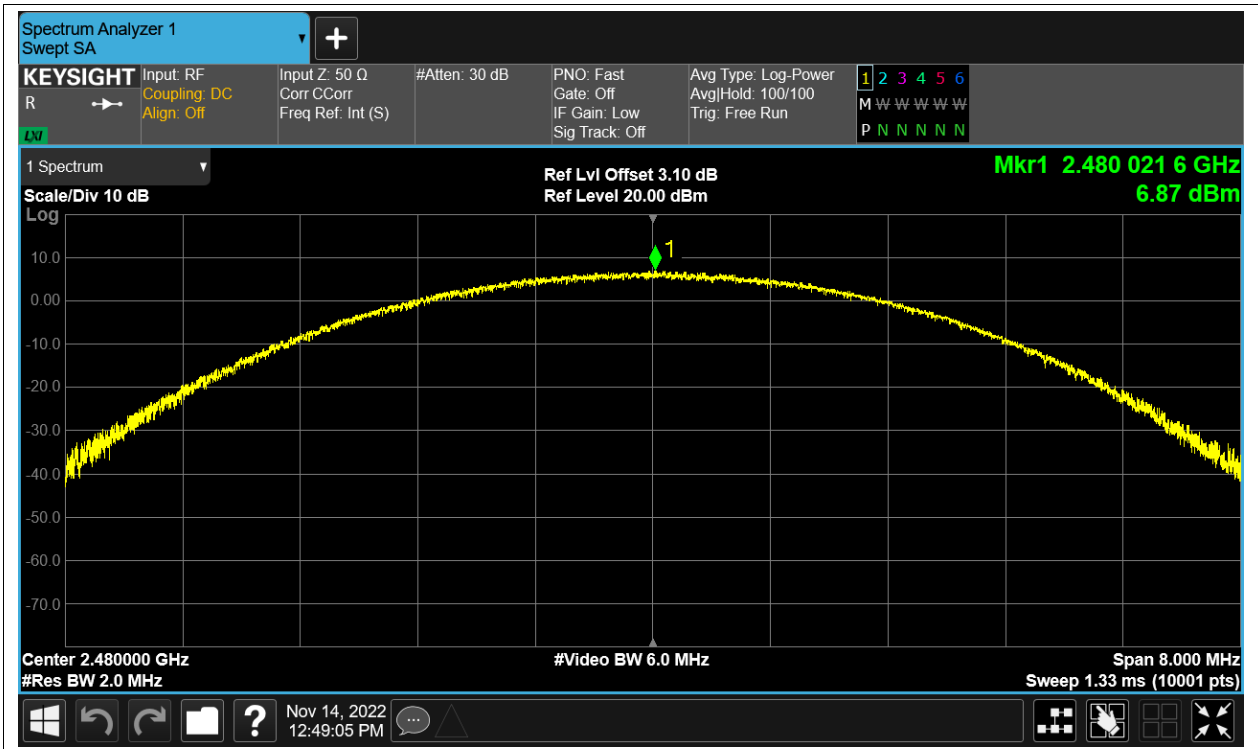 Spectrum Analyzer 1
Swept SA
KEYSIGHT
R
LXI
Input: RF
Coupling: DC
Align: Off
Input Z: 50 Ω
Corr CCorr
Freq Ref: Int (S)
#Atten: 30 dB
PNO: Fast
Gate: Off
IF Gain: Low
Sig Track: Off
Avg Type: Log-Power
Avg|Hold: 100/100
Trig: Free Run
1 2 3 4 5 6
M W W W W W
P N N N N N
1 Spectrum
Scale/Div 10 dB
Log
Ref Lvl Offset 3.10 dB
Ref Level 20.00 dBm
Mkr1 2.480 021 6 GHz
6.87 dBm
1
10.0
0.00
-10.0
-20.0
-30.0
-40.0
-50.0
-60.0
-70.0
Center 2.480000 GHz
#Video BW 6.0 MHz
Span 8.000 MHz
#Res BW 2.0 MHz
Sweep 1.33 ms (10001 pts)
?
Nov 14, 2022
12:49:05 PM